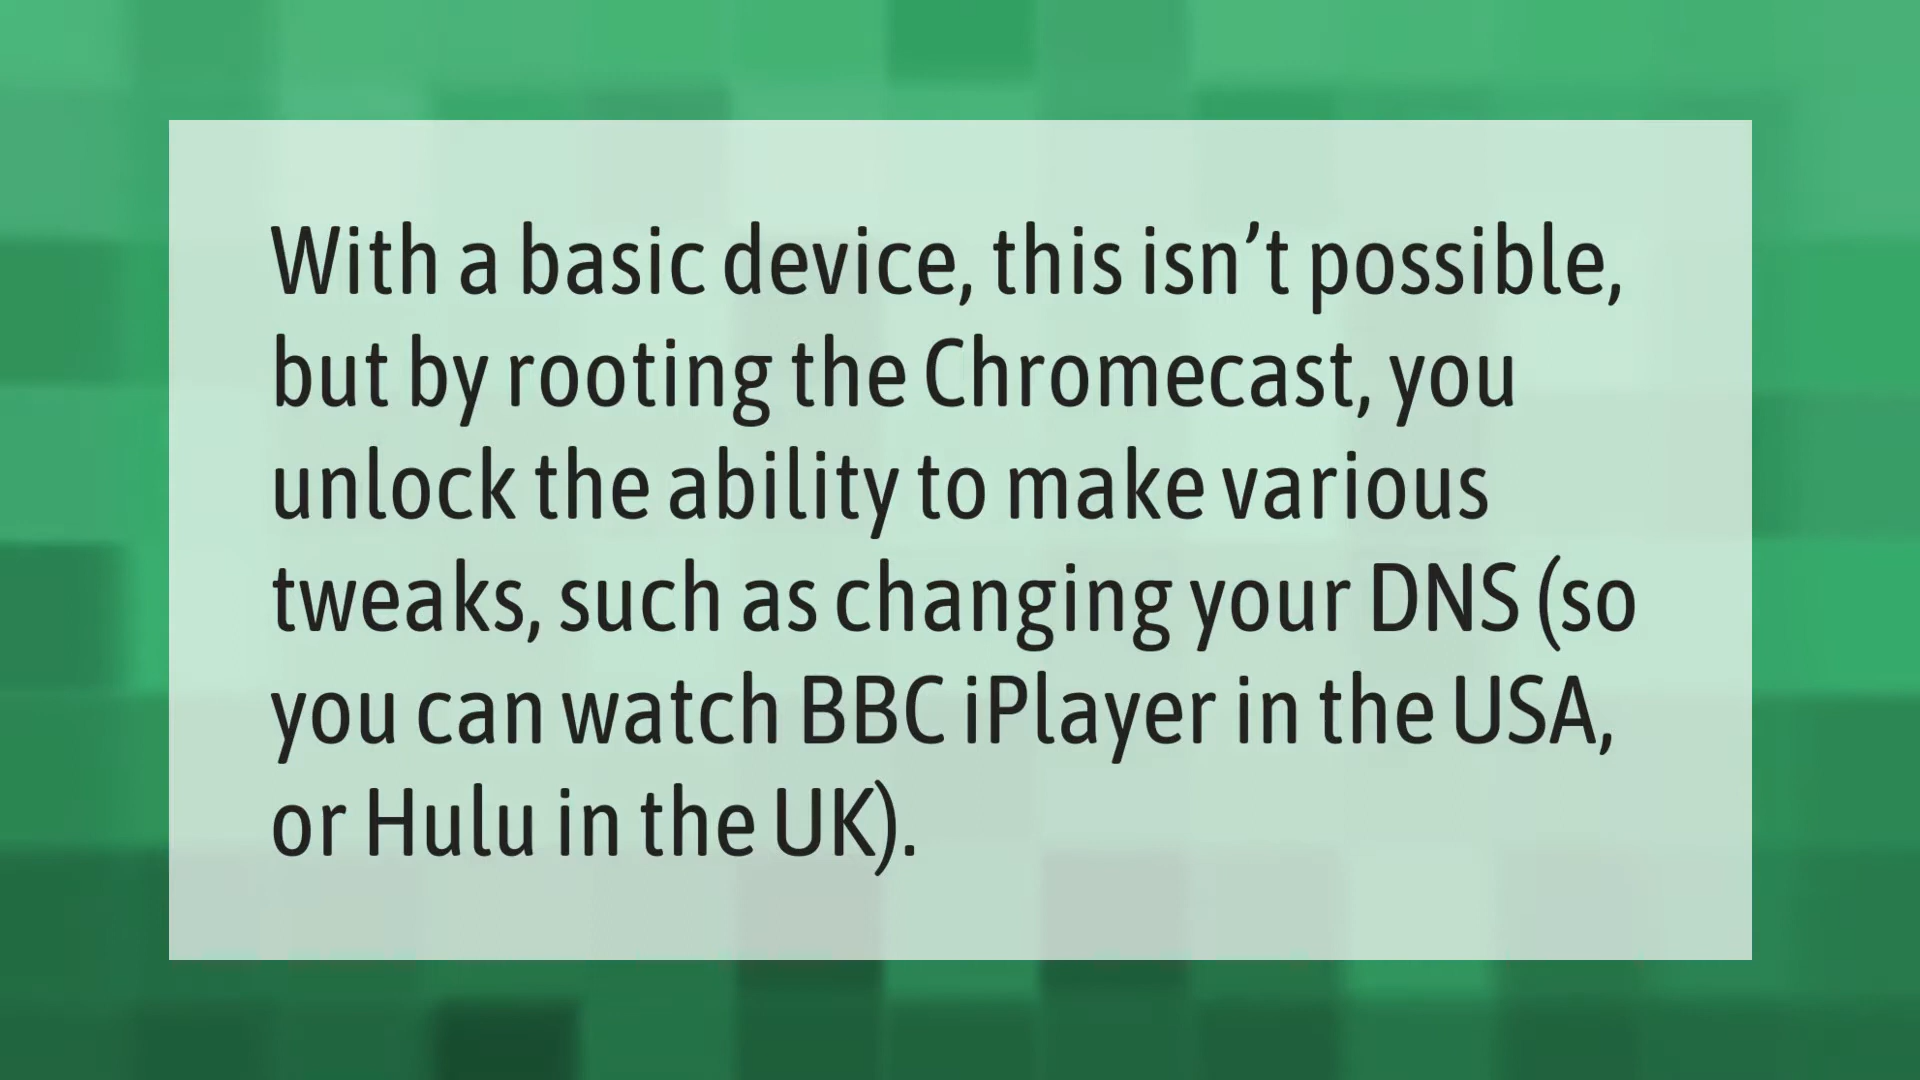 With a basic device, this isn’t possible,
but by rooting the Chromecast, you
unlock the ability to make various
tweaks, such as changing your DNS (so
you can watch BBC iPlayer in the USA,
or Hulu in the UK).